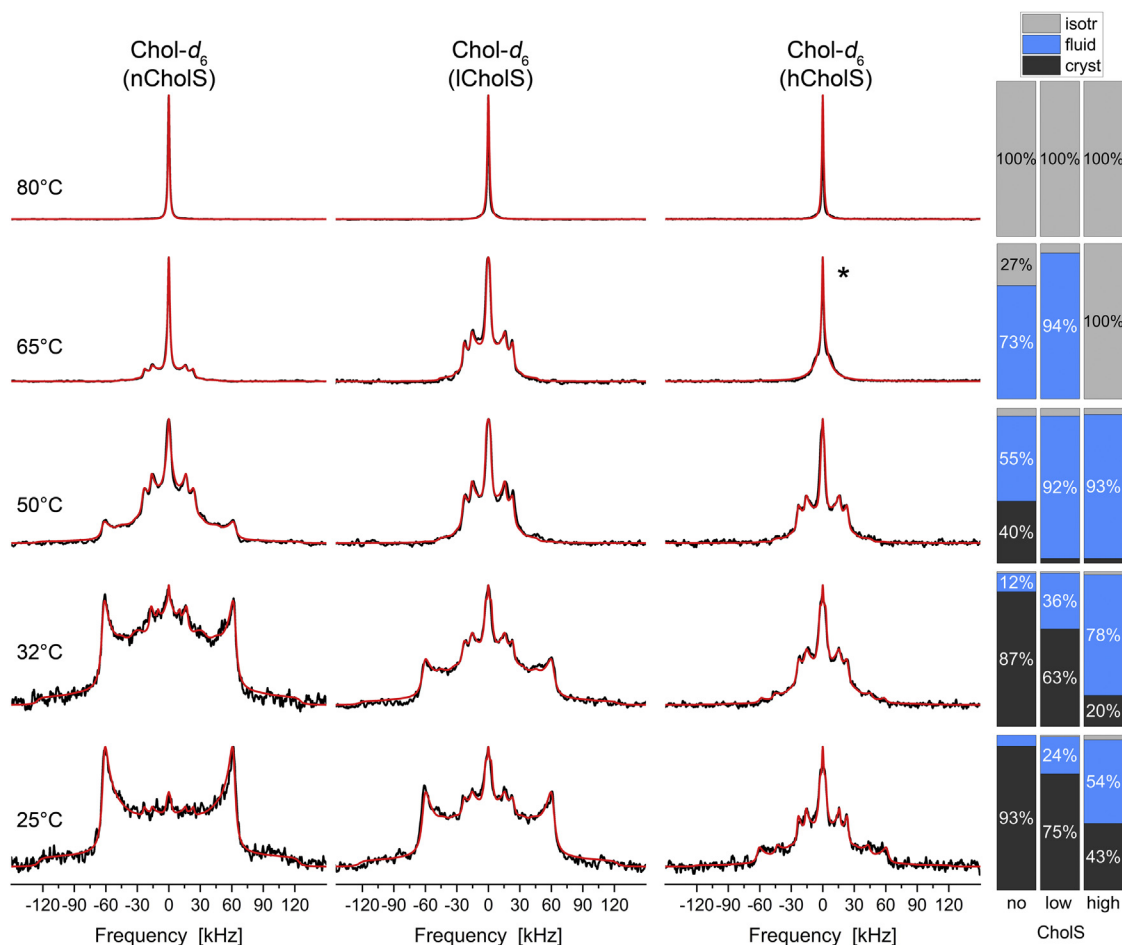 isotr
fluid
cryst
Chol-d6
(nCholS)
Chol-d6
(lCholS)
Chol-d6
(hCholS)
80°C
100% 100% 100%
65°C
*
27%
73%
94%
100%
50°C
55%
40%
92%
93%
32°C
12%
87%
36%
63%
78%
20%
25°C
93%
24%
75%
54%
43%
-120 -90 -60 -30 0 30 60 90 120
-120 -90 -60 -30 0 30 60 90 120
-120 -90 -60 -30 0 30 60 90 120
no low high
Frequency [kHz]
Frequency [kHz]
Frequency [kHz]
CholS